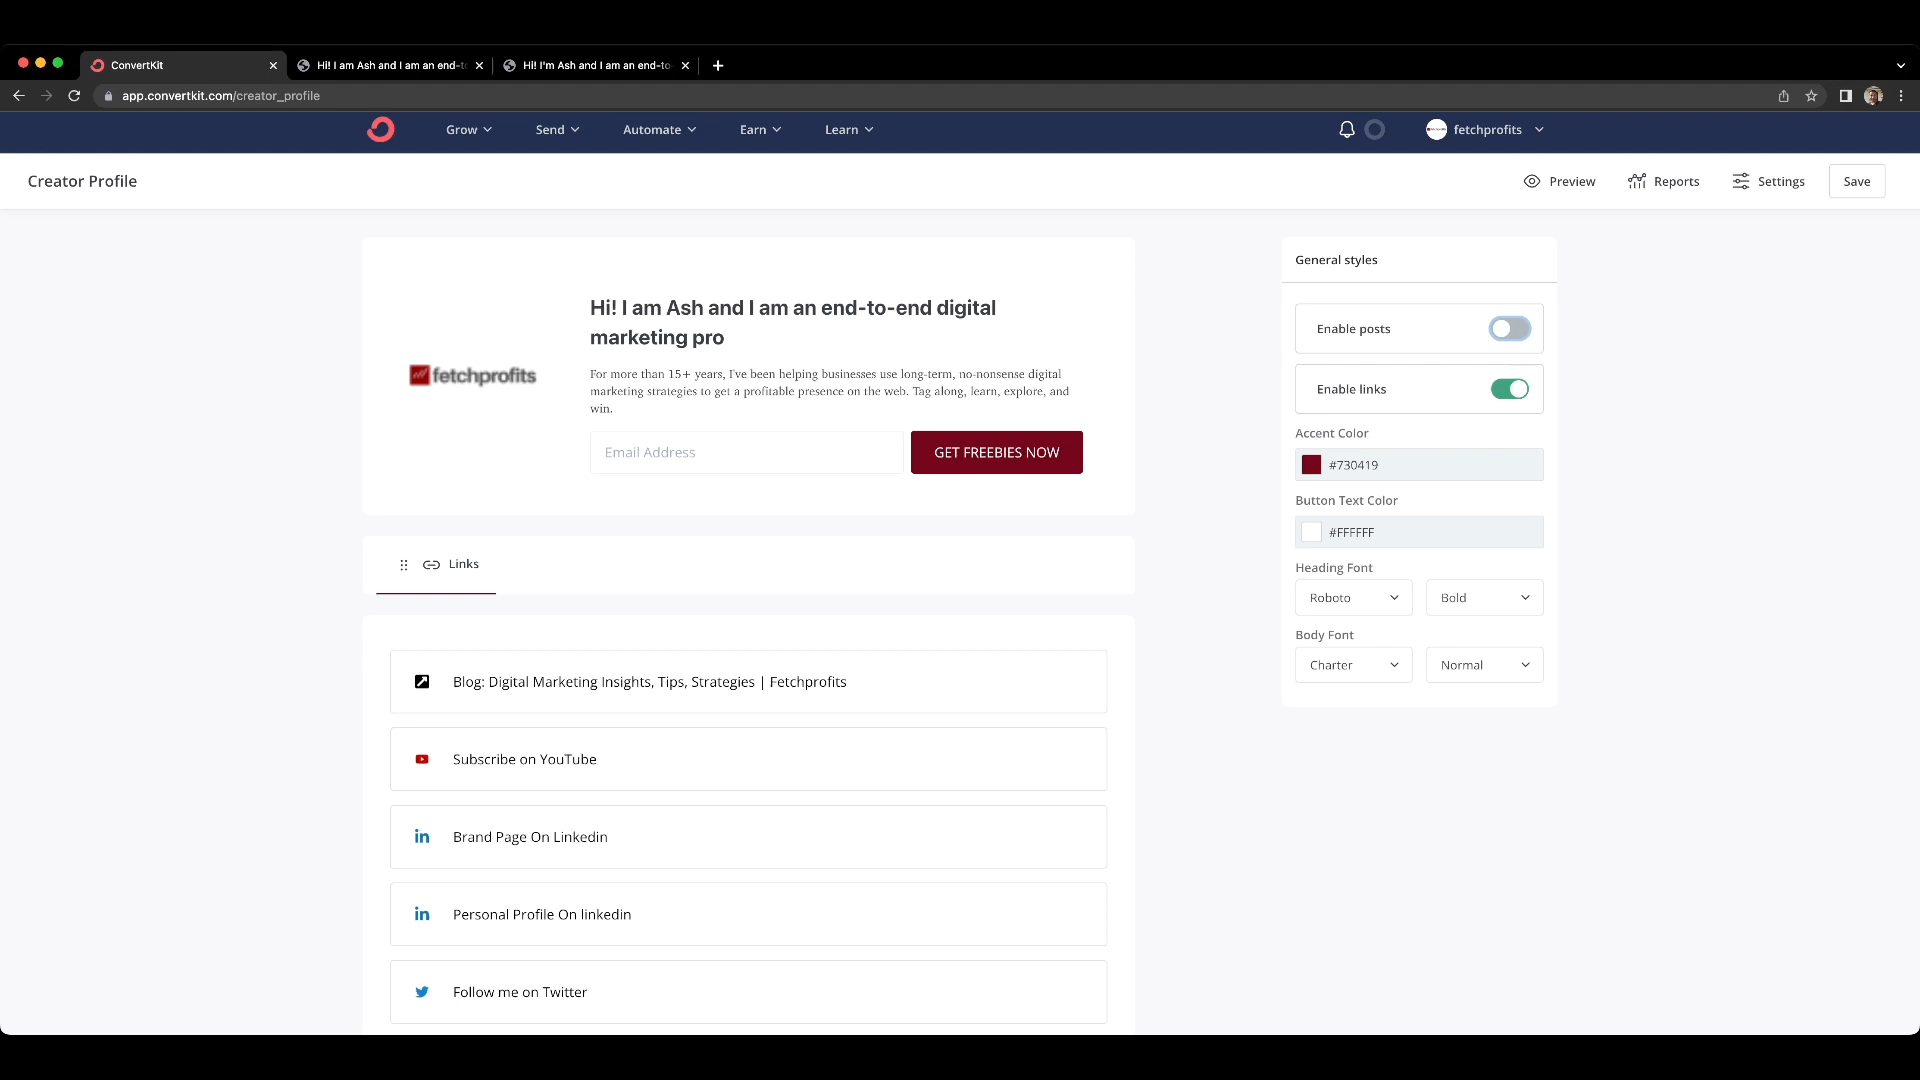 ConvertKit
Hi! I am Ash and I am an end-to
Hi! I'm Ash and I am an end-to-
app.convertkit.com/creator_profile
Grow
Send
Automate
Earn
Learn
fetchprofits
Creator Profile
Preview
Reports
Settings
Save
Hi! I am Ash and I am an end-to-end digital
marketing pro
fetchprofits
For more than 15+ years, I've been helping businesses use long-term, no-nonsense digital
marketing strategies to get a profitable presence on the web. Tag along, learn, explore, and
win.
Email Address
GET FREEBIES NOW
Links
Blog: Digital Marketing Insights, Tips, Strategies | Fetchprofits
Subscribe on YouTube
Brand Page On Linkedin
Personal Profile On linkedin
Follow me on Twitter
General styles
Enable posts
Enable links
Accent Color
#730419
Button Text Color
#FFFFFF
Heading Font
Roboto
Bold
Body Font
Charter
Normal